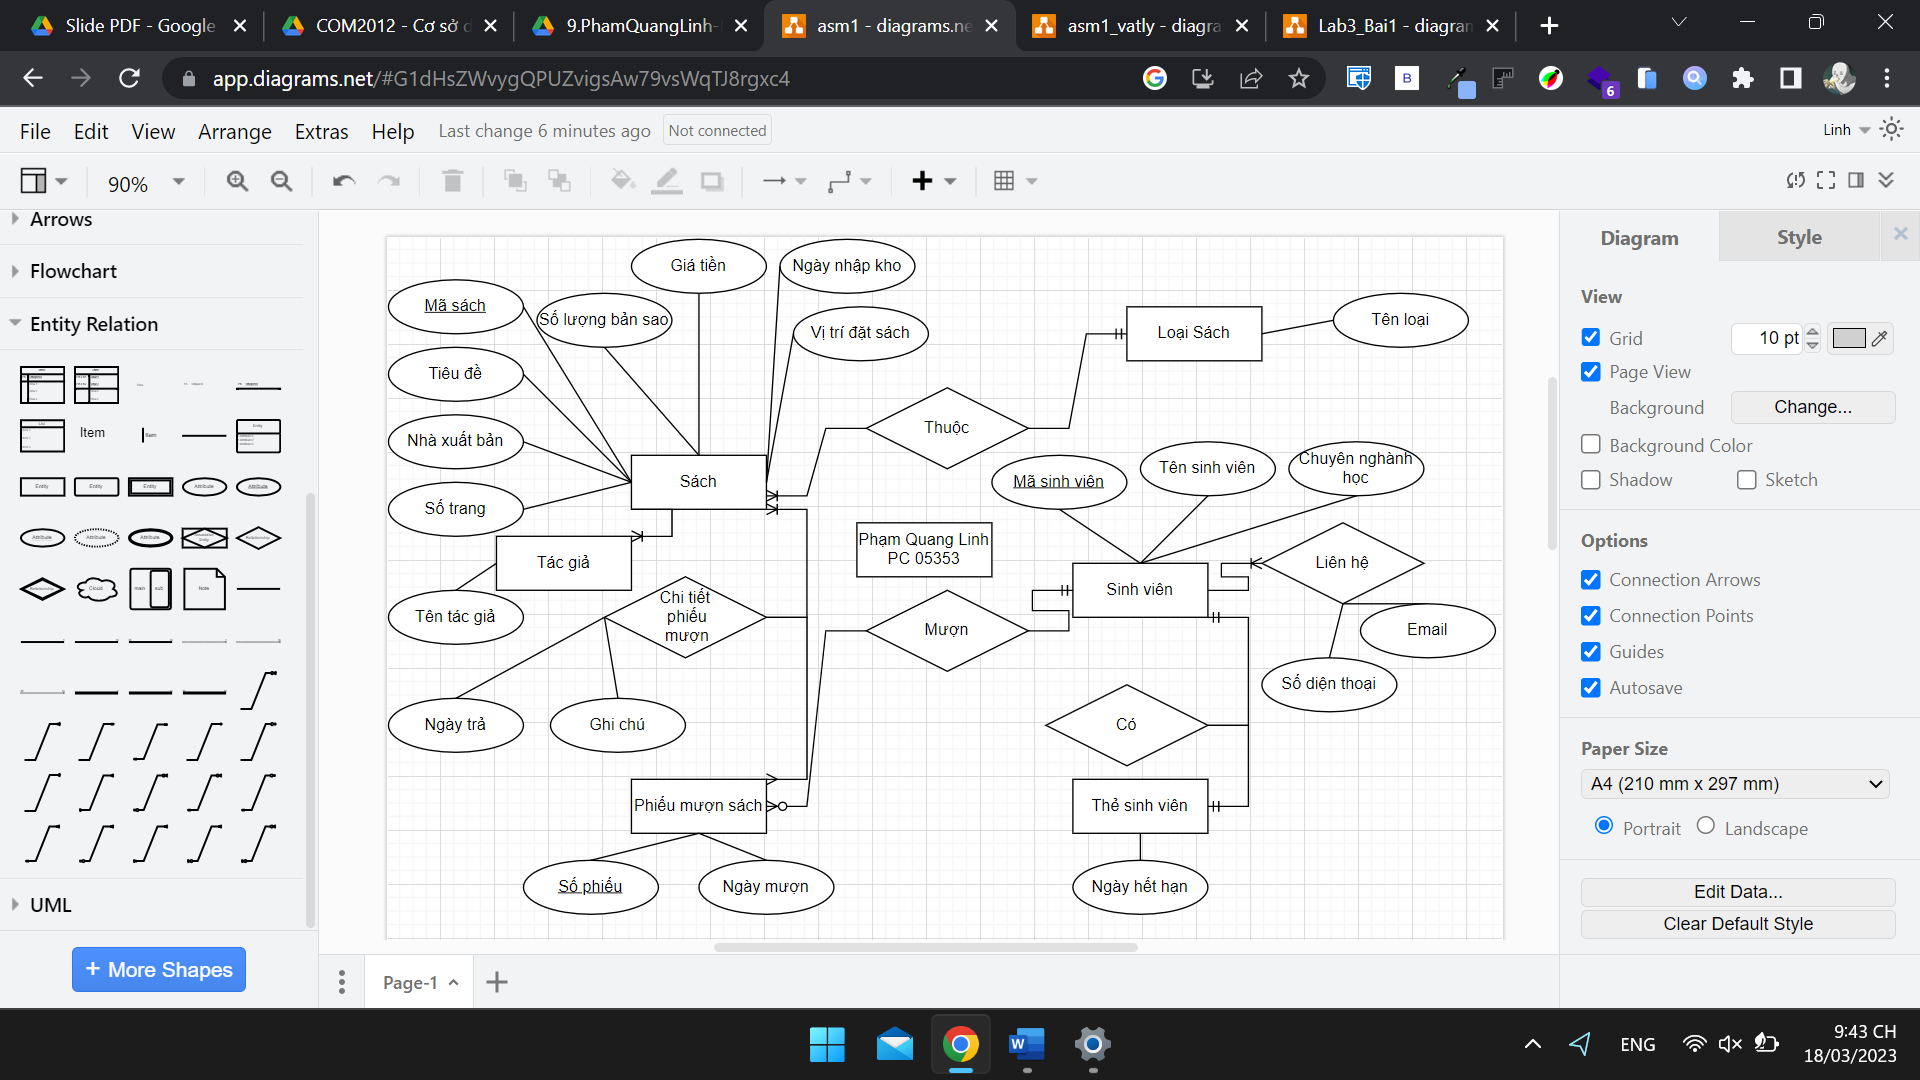 Slide PDF - Google
COM2012 - Cơ sở d
9.PhamQuangLinh-
asm1 - diagrams.ne
asm1_vatly - diagra
Lab3_Bai1 - diagram
app.diagrams.net/#G1dHsZWvygQPUZvigsAw79vsWqTJ8rgxc4
B
6
File Edit View Arrange Extras Help Last change 6 minutes ago Not connected
Linh
90%
Arrows
Flowchart
Entity Relation
Item
UML
+ More Shapes
Giá tiền
Ngày nhập kho
Mã sách
Số lượng bản sao
Vị trí đặt sách
Loại Sách
Tên loại
Tiêu đề
Nhà xuất bản
Thuộc
Sách
Số trang
Mã sinh viên
Tên sinh viên
Chuyên nghành
học
Tác giả
Phạm Quang Linh
PC 05353
Liên hệ
Sinh viên
Tên tác giả
Chi tiết
phiếu
mượn
Mượn
Email
Số diện thoại
Ngày trả
Ghi chú
Có
Phiếu mượn sách
Thẻ sinh viên
Số phiếu
Ngày mượn
Ngày hết hạn
Page-1
Diagram
Style
View
Grid
10 pt
Page View
Background
Change...
Background Color
Shadow
Sketch
Options
Connection Arrows
Connection Points
Guides
Autosave
Paper Size
A4 (210 mm x 297 mm)
Portrait
Landscape
Edit Data...
Clear Default Style
W
ENG
9:43 CH
18/03/2023